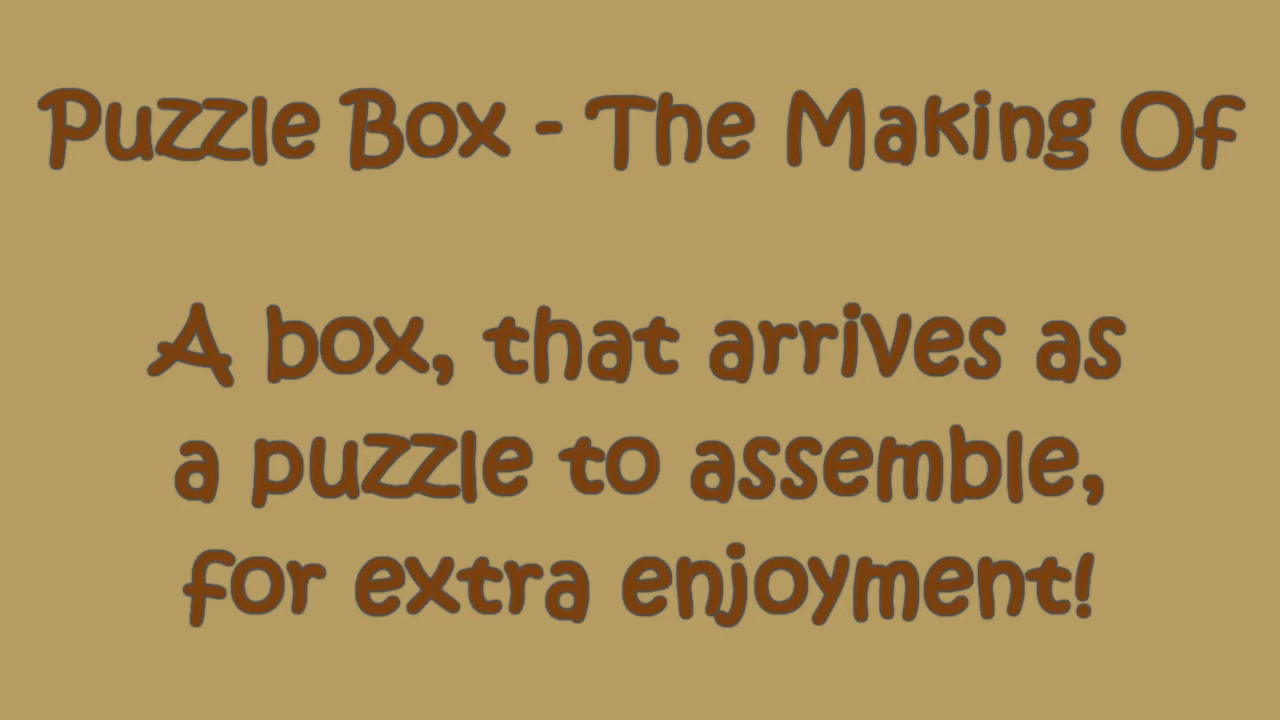 Puzzle Box - The Making Of
A box, that arrives as
a puzzle to assemble,
for extra enjoyment!